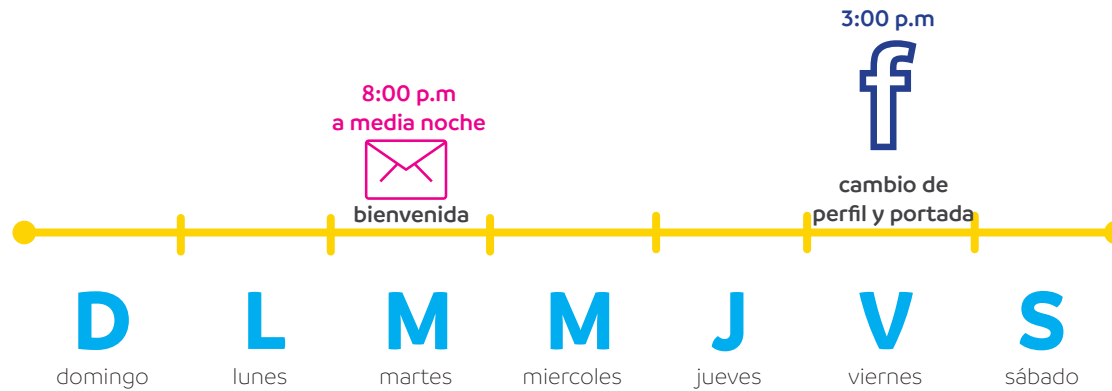 3:00 p.m
8:00 p.m
a media noche
bienvenida
cambio de
perfil y portada
D L M M J V S
domingo lunes martes miercoles jueves viernes sábado